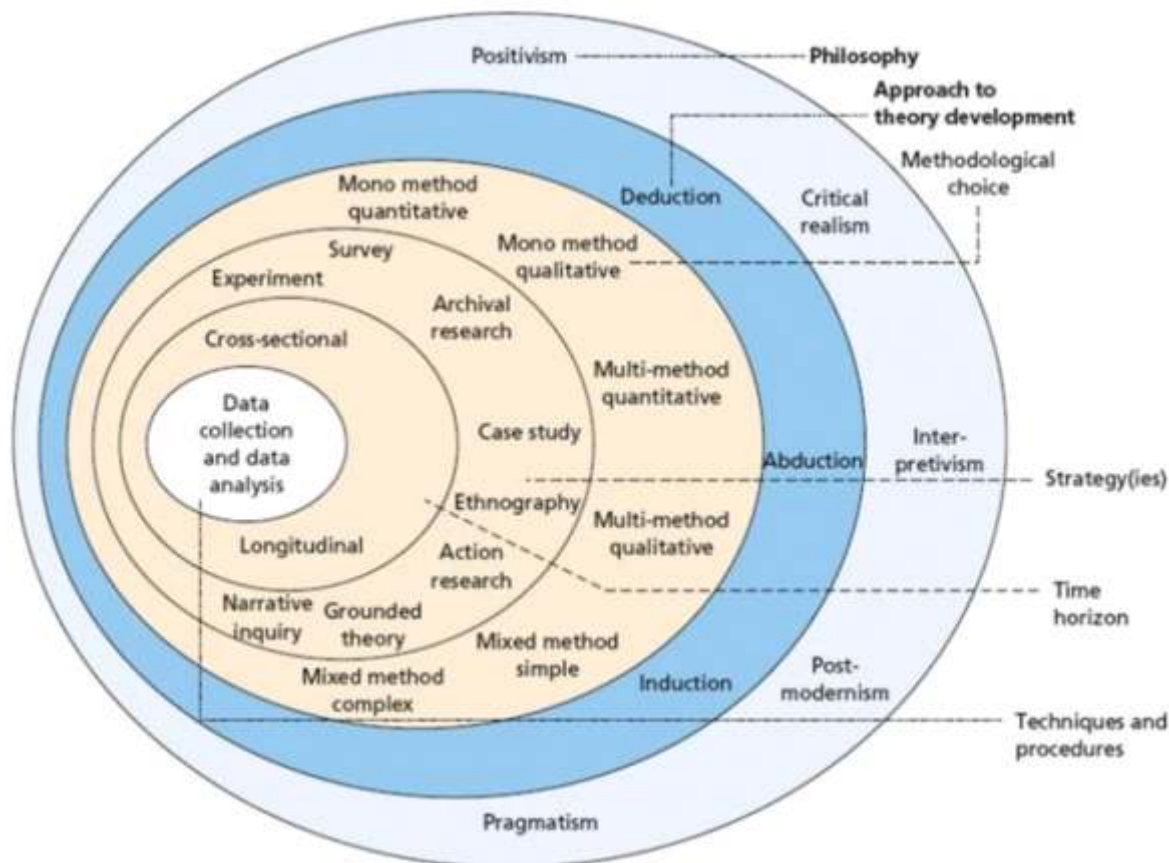 Positivism
Philosophy
Approach to
theory development
Methodological
choice
Mono method
quantitative
Deduction
Critical
realism
Mono method
qualitative
Survey
Experiment
Archival
research
Cross-sectional
Multi-method
quantitative
Data
collection
and data
analysis
Case study
Abduction
Inter-
pretivism
Strategy(ies)
Ethnography
Multi-method
qualitative
Longitudinal
Action
research
Time
horizon
Narrative
inquiry
Grounded
theory
Mixed method
simple
Mixed method
complex
Induction
Post-
modernism
Techniques and
procedures
Pragmatism